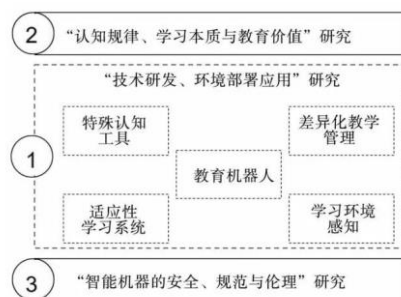 2 “认知规律、学习本质与教育价值”研究
“技术研发、环境部署应用”研究
特殊认知
工具
差异化教学
管理
1
教育机器人
适应性
学习系统
学习环境
感知
3 “智能机器的安全、规范与伦理”研究